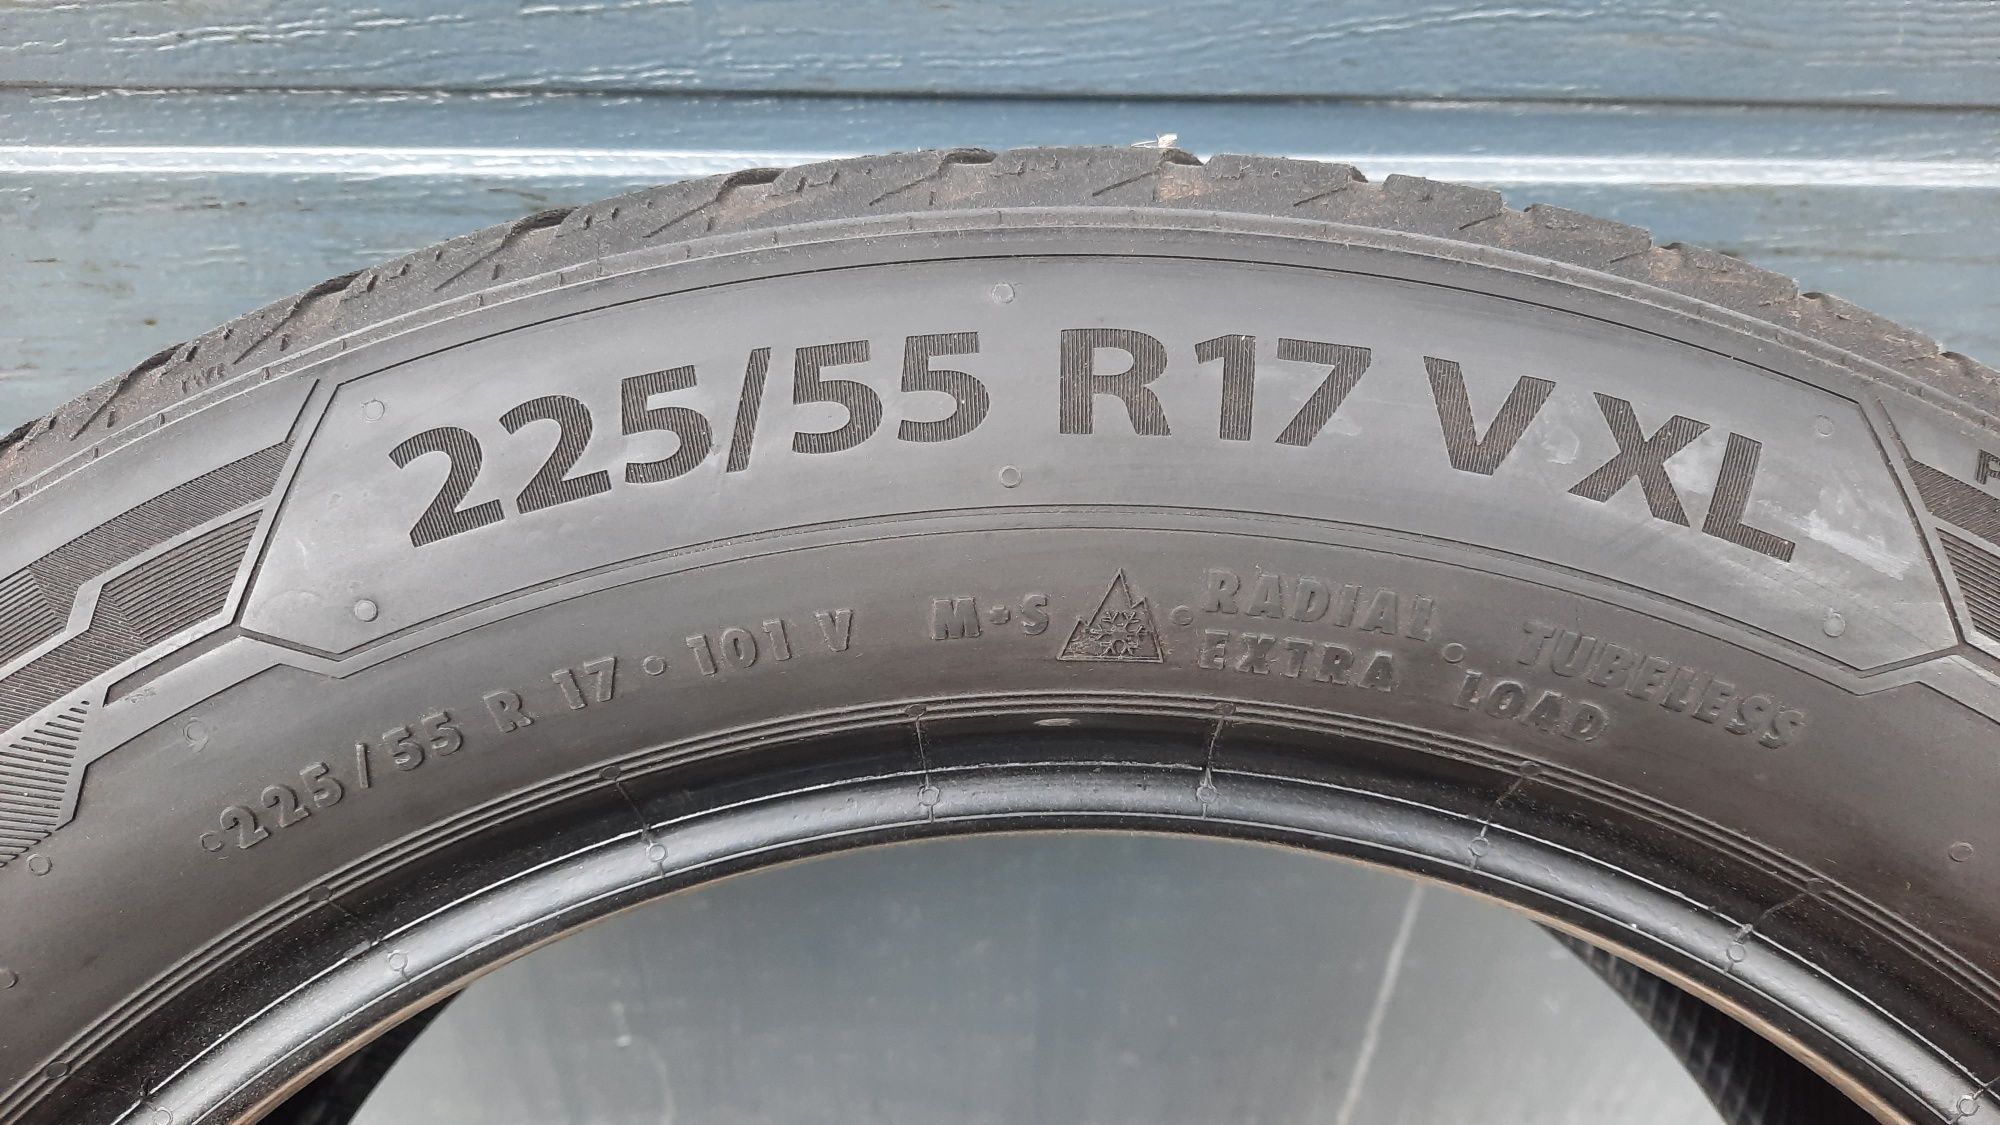 225/55 R17 V XL
225/55 R 17 • 101 V M+S • RADIAL • TUBELESS
EXTRA LOAD